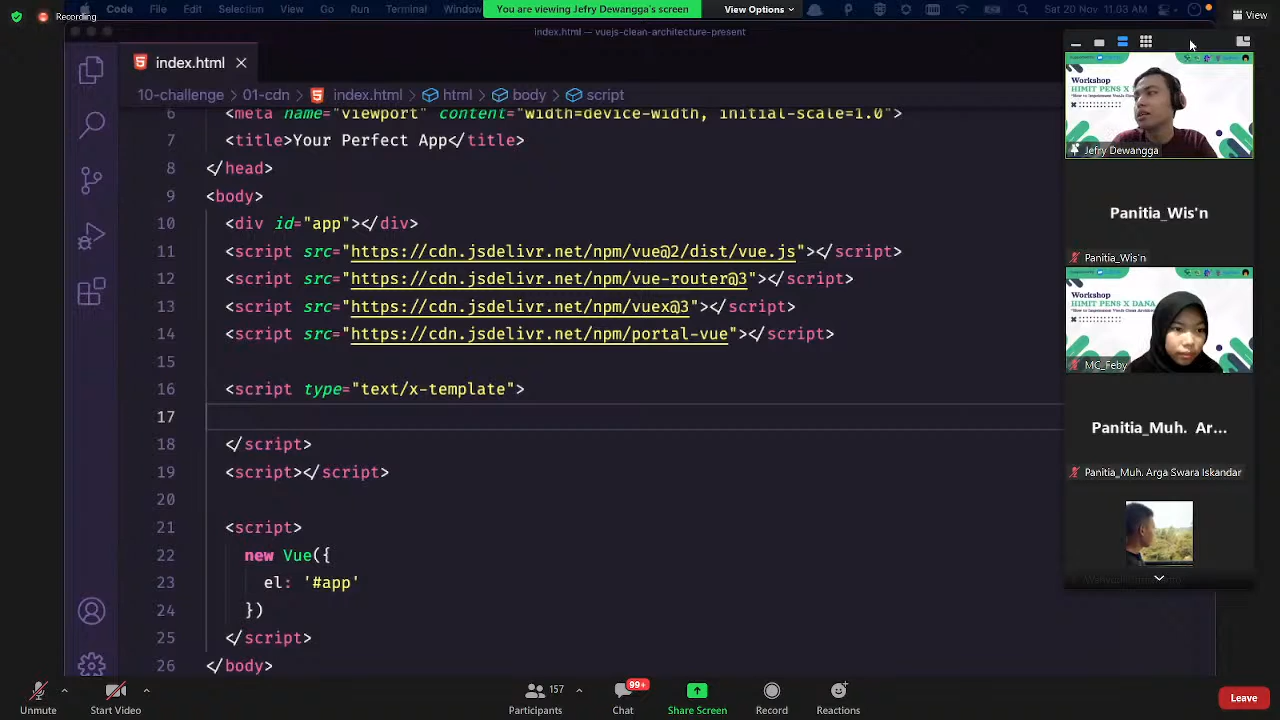 Recording
Code File Edit Selection View Go Run Terminal Window
You are viewing Jefry Dewangga's screen
View Options
Sat 20 Nov 11.03 AM
View
index.html — vuejs-clean-architecture-present
index.html
10-challenge › 01-cdn › index.html › html › body › script
6 <meta name="viewport" content="width=device-width, initial-scale=1.0">
7 <title>Your Perfect App</title>
8 </head>
9 <body>
10 <div id="app"></div>
11 <script src="https://cdn.jsdelivr.net/npm/vue@2/dist/vue.js"></script>
12 <script src="https://cdn.jsdelivr.net/npm/vue-router@3"></script>
13 <script src="https://cdn.jsdelivr.net/npm/vuex@3"></script>
14 <script src="https://cdn.jsdelivr.net/npm/portal-vue"></script>
15
16 <script type="text/x-template">
17
18 </script>
19 <script></script>
20
21 <script>
22 new Vue({
23 el: '#app'
24 })
25 </script>
26 </body>
Workshop
HIMIT PENS X
Jefry Dewangga
Panitia_Wis'n
Panitia_Wis'n
Workshop
HIMIT PENS X DANA
MC_Feby
Panitia_Muh. Ar...
Panitia_Muh. Arga Swara Iskandar
Unmute
Start Video
157
Participants
99+
Chat
Share Screen
Record
Reactions
Leave